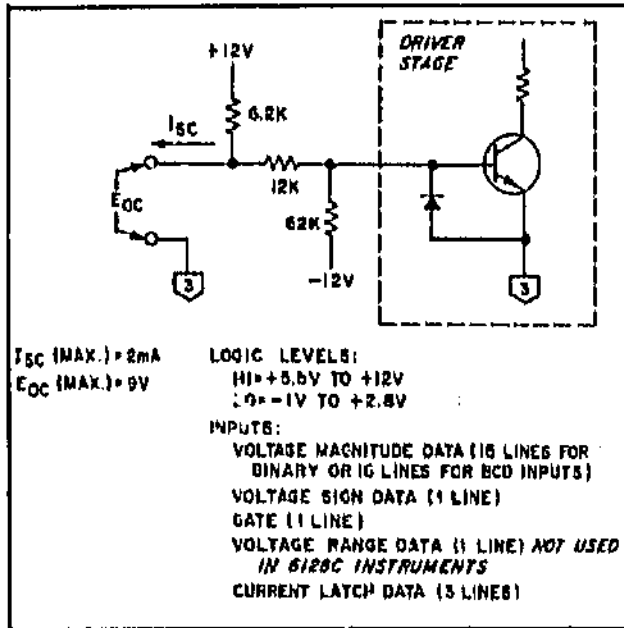 DRIVER
STAGE
+12V
6.2K
ISC
EOC
12K
62K
-12V
3
3
ISC (MAX.) = 2mA
EOC (MAX.) = 9V
LOGIC LEVELS:
HI= +5.5V TO +12V
LO= -1V TO +2.8V
INPUTS:
VOLTAGE MAGNITUDE DATA (15 LINES FOR
BINARY OR 16 LINES FOR BCD INPUTS)
VOLTAGE SIGN DATA (1 LINE)
GATE (1 LINE)
VOLTAGE RANGE DATA (1 LINE) NOT USED
IN 6128C INSTRUMENTS
CURRENT LATCH DATA (3 LINES)